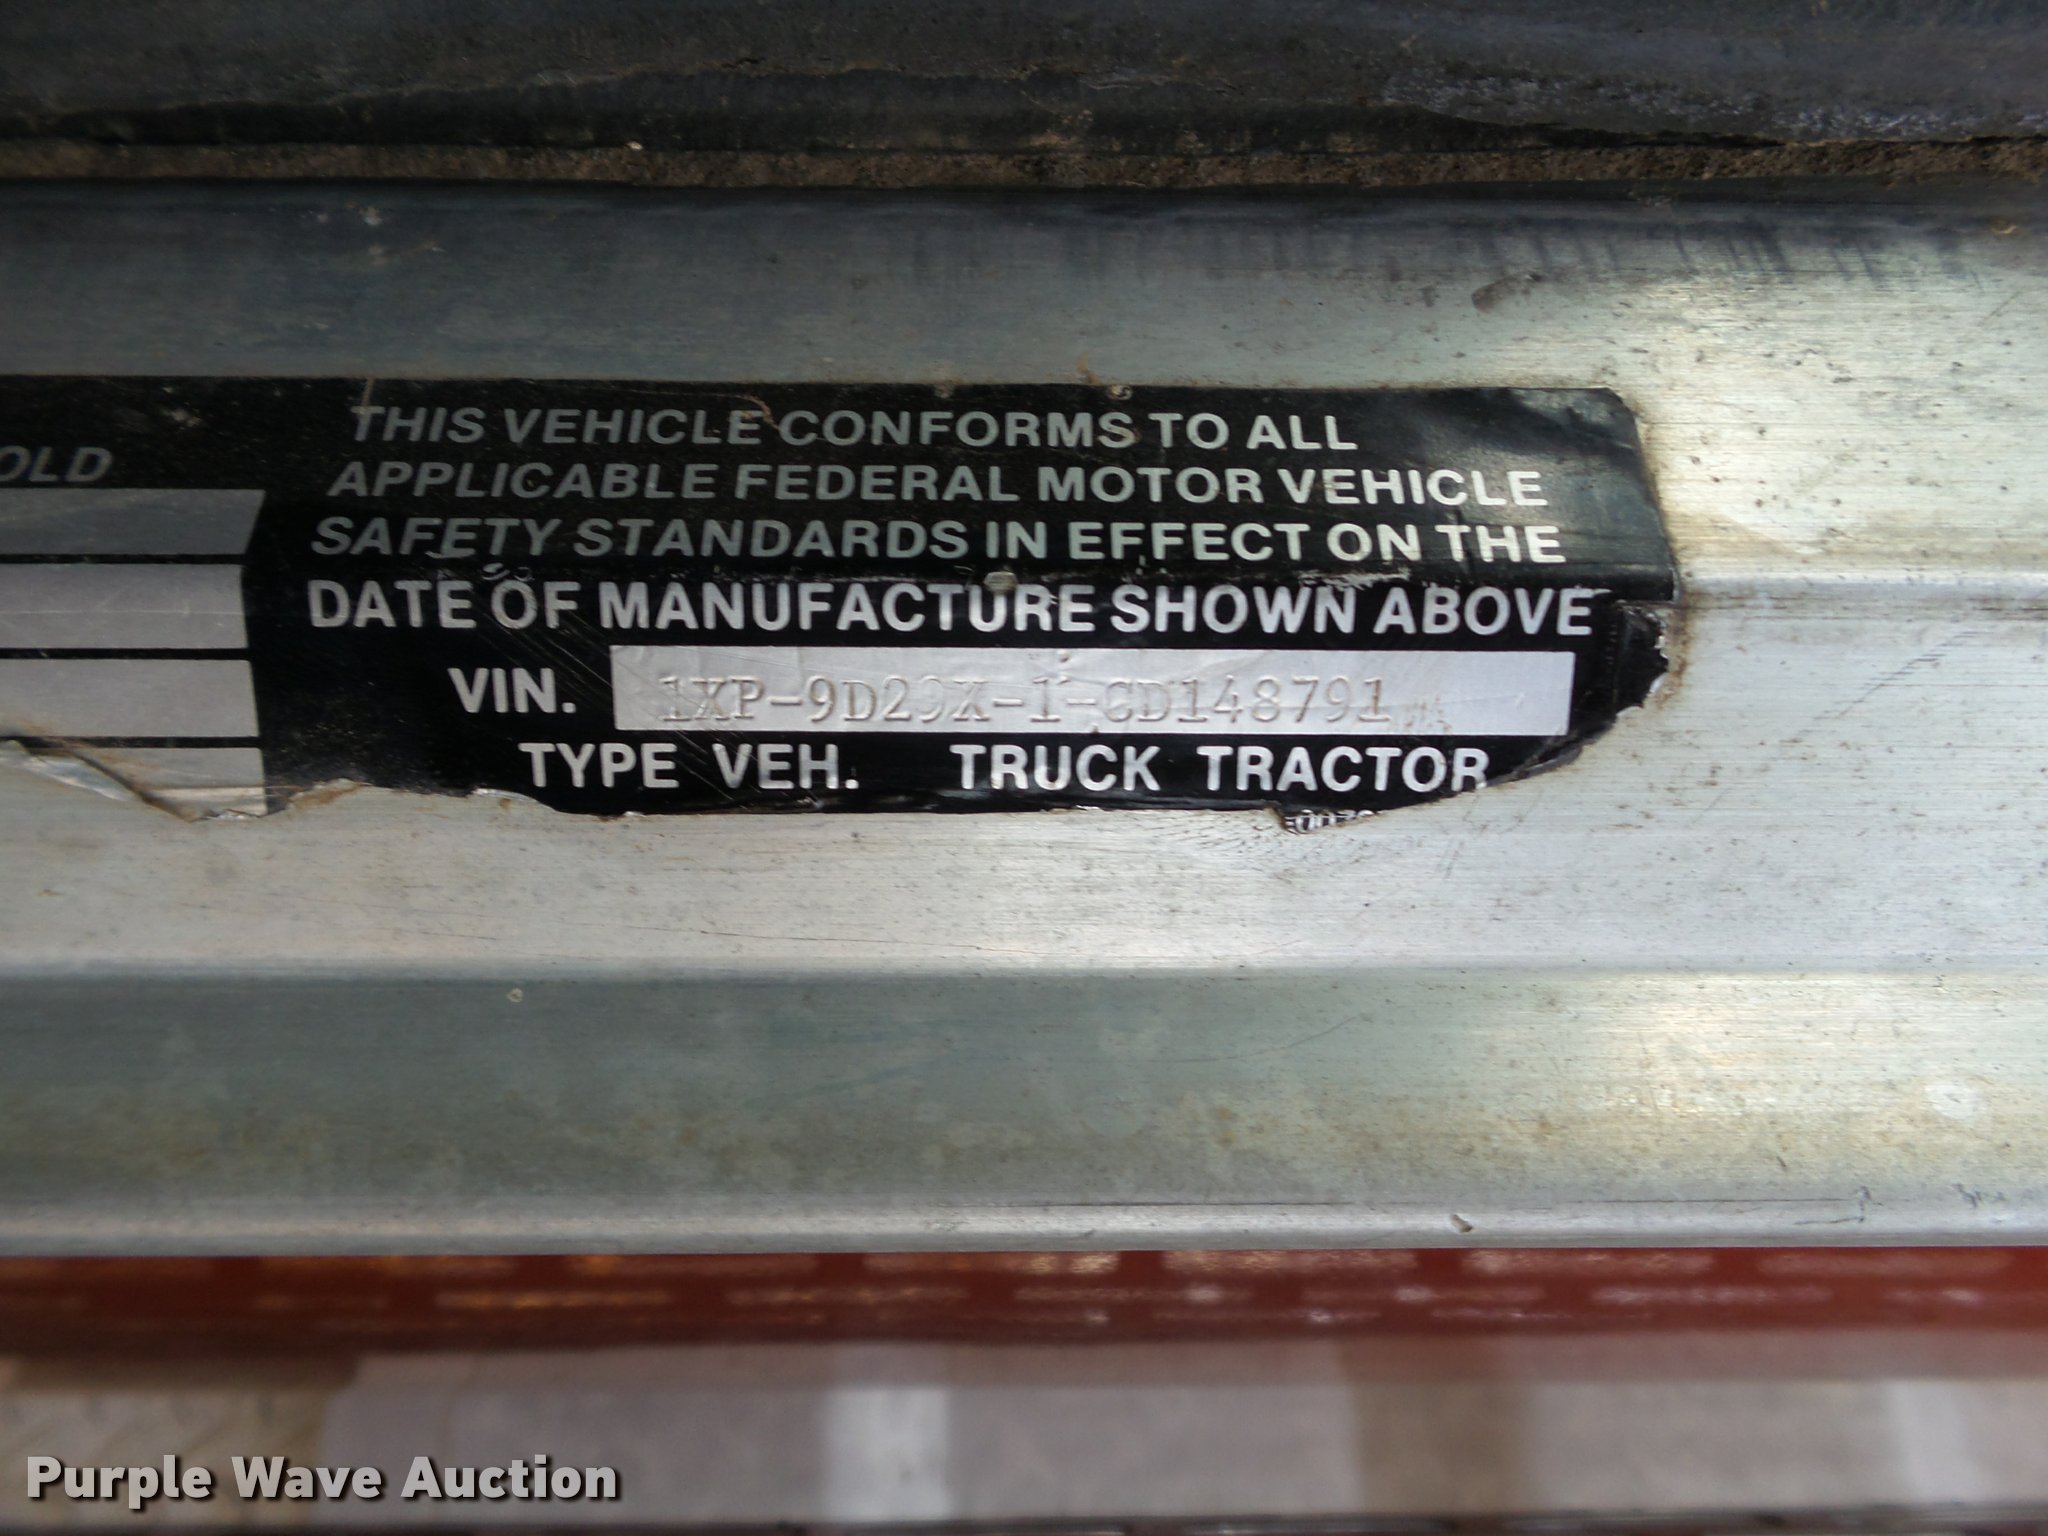 OLD
THIS VEHICLE CONFORMS TO ALL
APPLICABLE FEDERAL MOTOR VEHICLE
SAFETY STANDARDS IN EFFECT ON THE
DATE OF MANUFACTURE SHOWN ABOVE
VIN. 1XP-9D29X-1-CD148791
TYPE VEH. TRUCK TRACTOR
Purple Wave Auction